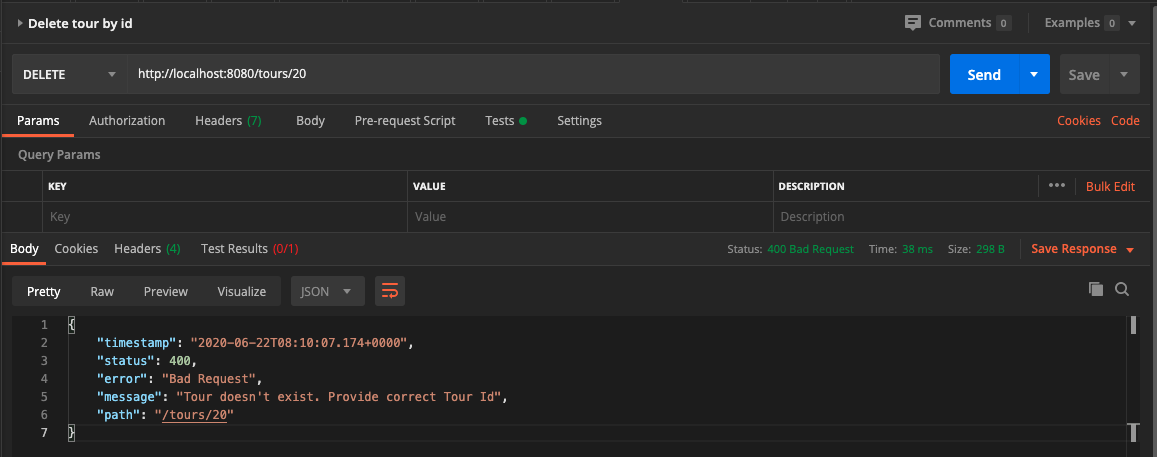 Delete tour by id Comments 0 Examples 0
DELETE http://localhost:8080/tours/20 Send Save
Params Authorization Headers (7) Body Pre-request Script Tests Settings Cookies Code
Query Params
KEY VALUE DESCRIPTION ••• Bulk Edit
Key Value Description
Body Cookies Headers (4) Test Results (0/1) Status: 400 Bad Request Time: 38 ms Size: 298 B Save Response
Pretty Raw Preview Visualize JSON
1 {
2 "timestamp": "2020-06-22T08:10:07.174+0000",
3 "status": 400,
4 "error": "Bad Request",
5 "message": "Tour doesn't exist. Provide correct Tour Id",
6 "path": "/tours/20"
7 }